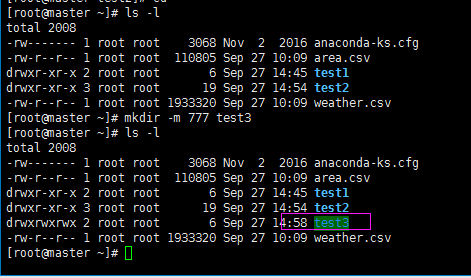 [root@master ~]# ls -l
total 2008
-rw------- 1 root root    3068 Nov  2  2016 anaconda-ks.cfg
-rw-r--r-- 1 root root  110805 Sep 27 10:09 area.csv
drwxr-xr-x 2 root root       6 Sep 27 14:45 test1
drwxr-xr-x 3 root root      19 Sep 27 14:54 test2
-rw-r--r-- 1 root root 1933320 Sep 27 10:09 weather.csv
[root@master ~]# mkdir -m 777 test3
[root@master ~]# ls -l
total 2008
-rw------- 1 root root    3068 Nov  2  2016 anaconda-ks.cfg
-rw-r--r-- 1 root root  110805 Sep 27 10:09 area.csv
drwxr-xr-x 2 root root       6 Sep 27 14:45 test1
drwxr-xr-x 3 root root      19 Sep 27 14:54 test2
drwxrwxrwx 2 root root       6 Sep 27 14:58 test3
-rw-r--r-- 1 root root 1933320 Sep 27 10:09 weather.csv
[root@master ~]#